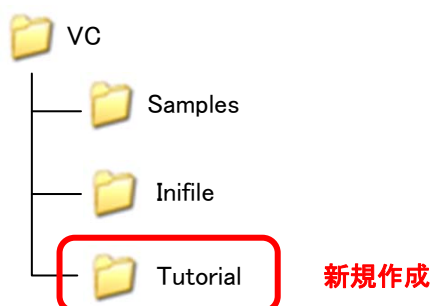 VC
Samples
Inifile
Tutorial 新規作成